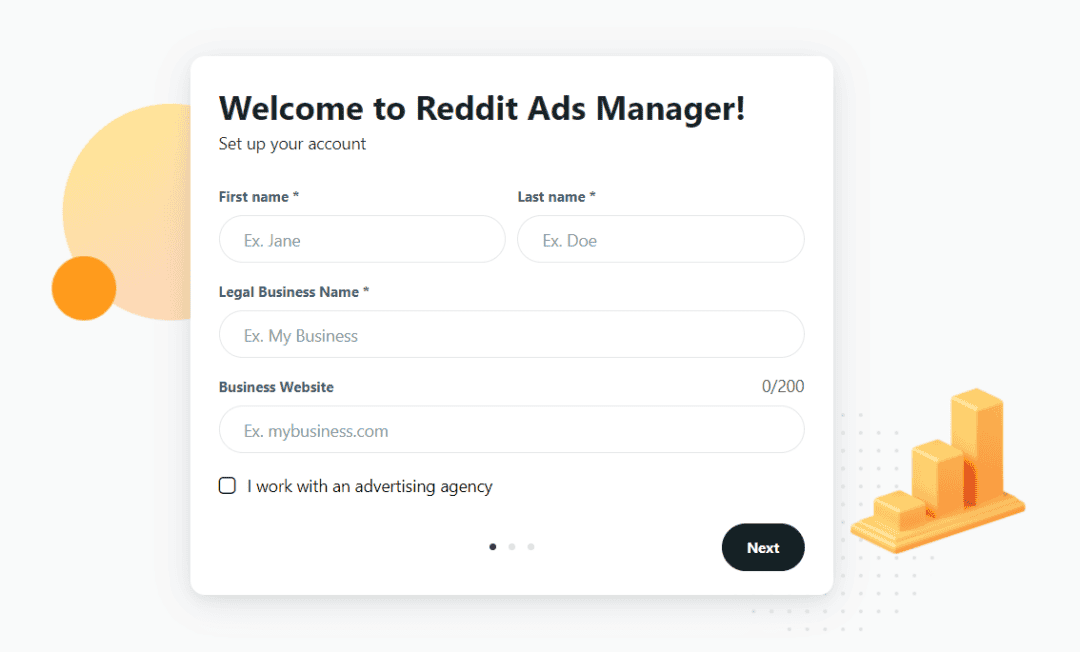 Welcome to Reddit Ads Manager!
Set up your account
First name * Last name *
Ex. Jane Ex. Doe
Legal Business Name *
Ex. My Business
Business Website 0/200
Ex. mybusiness.com
I work with an advertising agency
Next